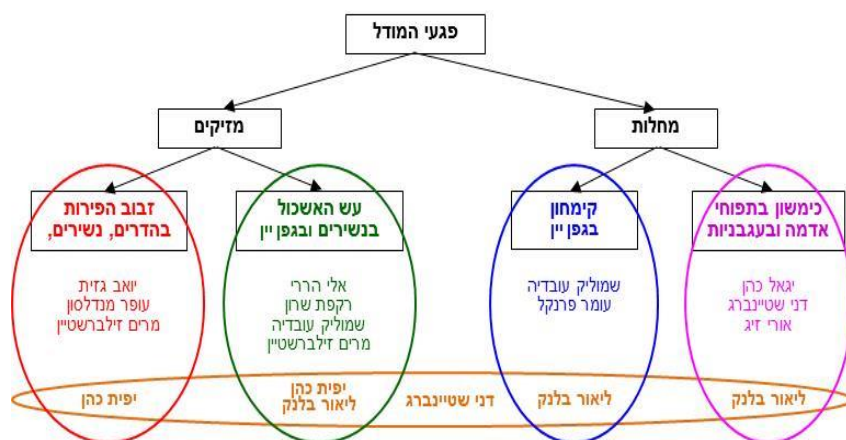 פגעי המודל
מחלות
מזיקים
כימשון בתפוחי
אדמה ובעגבניות
קימחון
בגפן יין
עש האשכול
בנשירים ובגפן יין
זבוב הפירות
בהדרים, נשירים,
יגאל כהן
דני שטיינברג
אורי זיג
שמוליק עובדיה
עומר פרנקל
אלי הררי
רקפת שרון
שמוליק עובדיה
מרים זילברשטיין
יואב גזית
עופר מנדלסון
מרים זילברשטיין
ליאור בלנק
ליאור בלנק
דני שטיינברג
יפית כהן
ליאור בלנק
יפית כהן